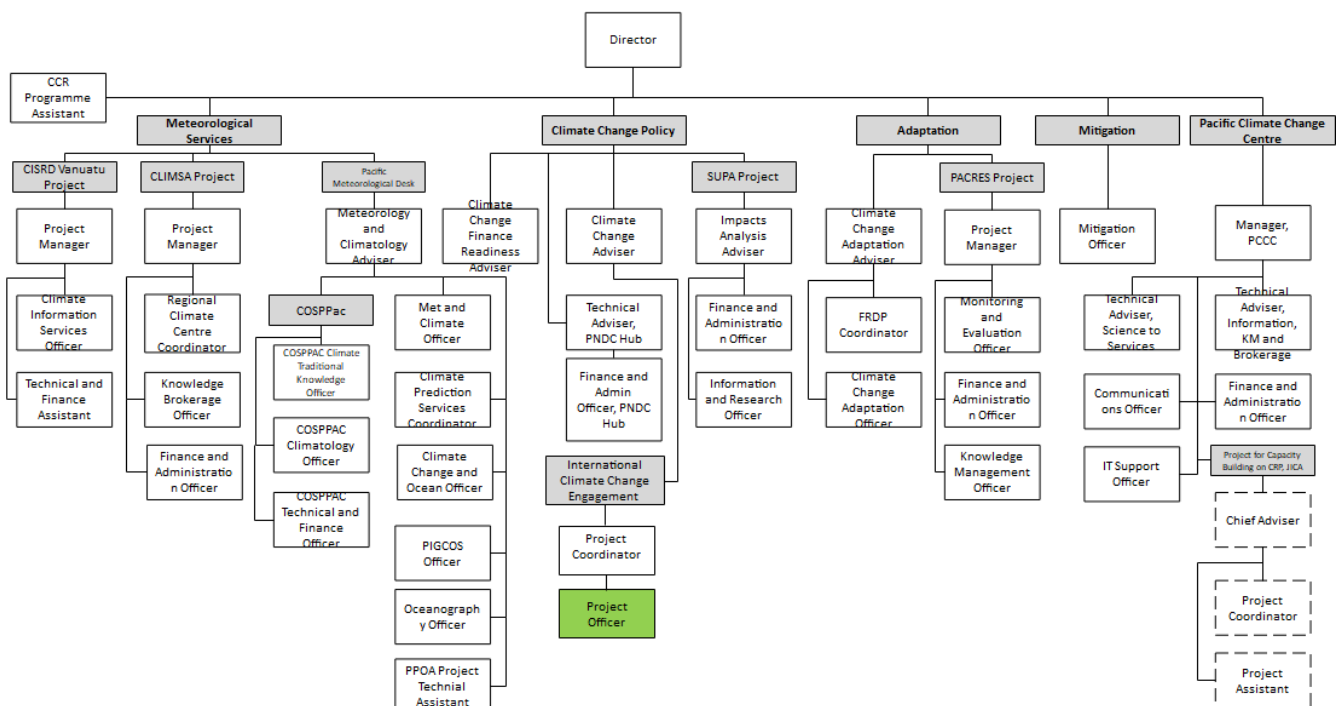 Director
CCR
Programme
Assistant
Meteorological
Services
Climate Change Policy
Adaptation
Mitigation
Pacific Climate Change
Centre
CISRD Vanuatu
Project
CLIMSA Project
Pacific
Meteorological Desk
SUPA Project
PACRES Project
Project
Manager
Project
Manager
Meteorology
and
Climatology
Adviser
Climate
Change
Finance
Readiness
Adviser
Climate
Change
Adviser
Impacts
Analysis
Adviser
Climate
Change
Adaptation
Adviser
Project
Manager
Mitigation
Officer
Manager,
PCCC
Climate
Information
Services
Officer
Regional
Climate
Centre
Coordinator
COSPPac
Met and
Climate
Officer
Technical
Adviser,
PNDC Hub
Finance and
Administratio
n Officer
FRDP
Coordinator
Monitoring
and
Evaluation
Officer
Technical
Adviser,
Science to
Services
Technical
Adviser,
Information,
KM and
Brokerage
COSPPAC Climate
Traditional
Knowledge
Officer
Technical and
Finance
Assistant
Knowledge
Brokerage
Officer
Climate
Prediction
Services
Coordinator
Finance and
Admin
Officer, PNDC
Hub
Information
and Research
Officer
Climate
Change
Adaptation
Officer
Finance and
Administratio
n Officer
Communicati
ons Officer
Finance and
Administratio
n Officer
COSPPAC
Climatology
Officer
Finance and
Administratio
n Officer
Climate
Change and
Ocean Officer
International
Climate Change
Engagement
Knowledge
Management
Officer
IT Support
Officer
Project for Capacity
Building on CRP, JICA
COSPPAC
Technical and
Finance
Officer
Chief Adviser
PIGCOS
Officer
Project
Coordinator
Oceanograph
y Officer
Project
Officer
Project
Coordinator
PPOA Project
Technial
Assistant
Project
Assistant